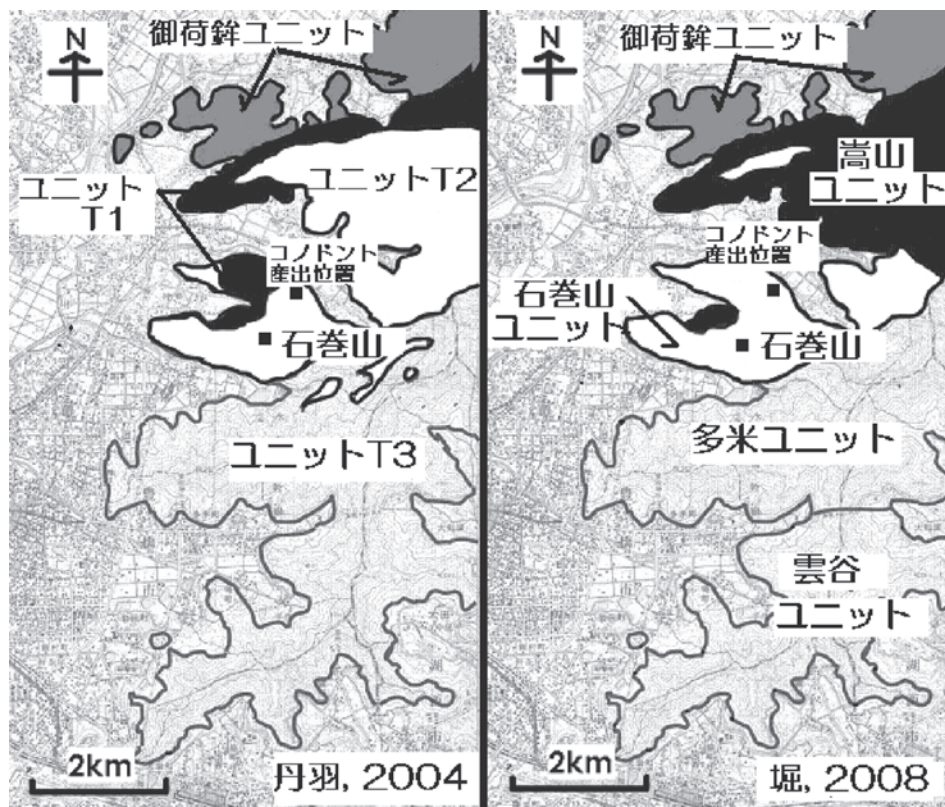 N
御荷鉾ユニット
ユニット
T1
ユニットT2
コノドント
産出位置
石巻山
ユニットT3
2km
丹羽, 2004
N
御荷鉾ユニット
嵩山
ユニット
コノドント
産出位置
石巻山
ユニット
石巻山
多米ユニット
雲谷
ユニット
2km
堀, 2008